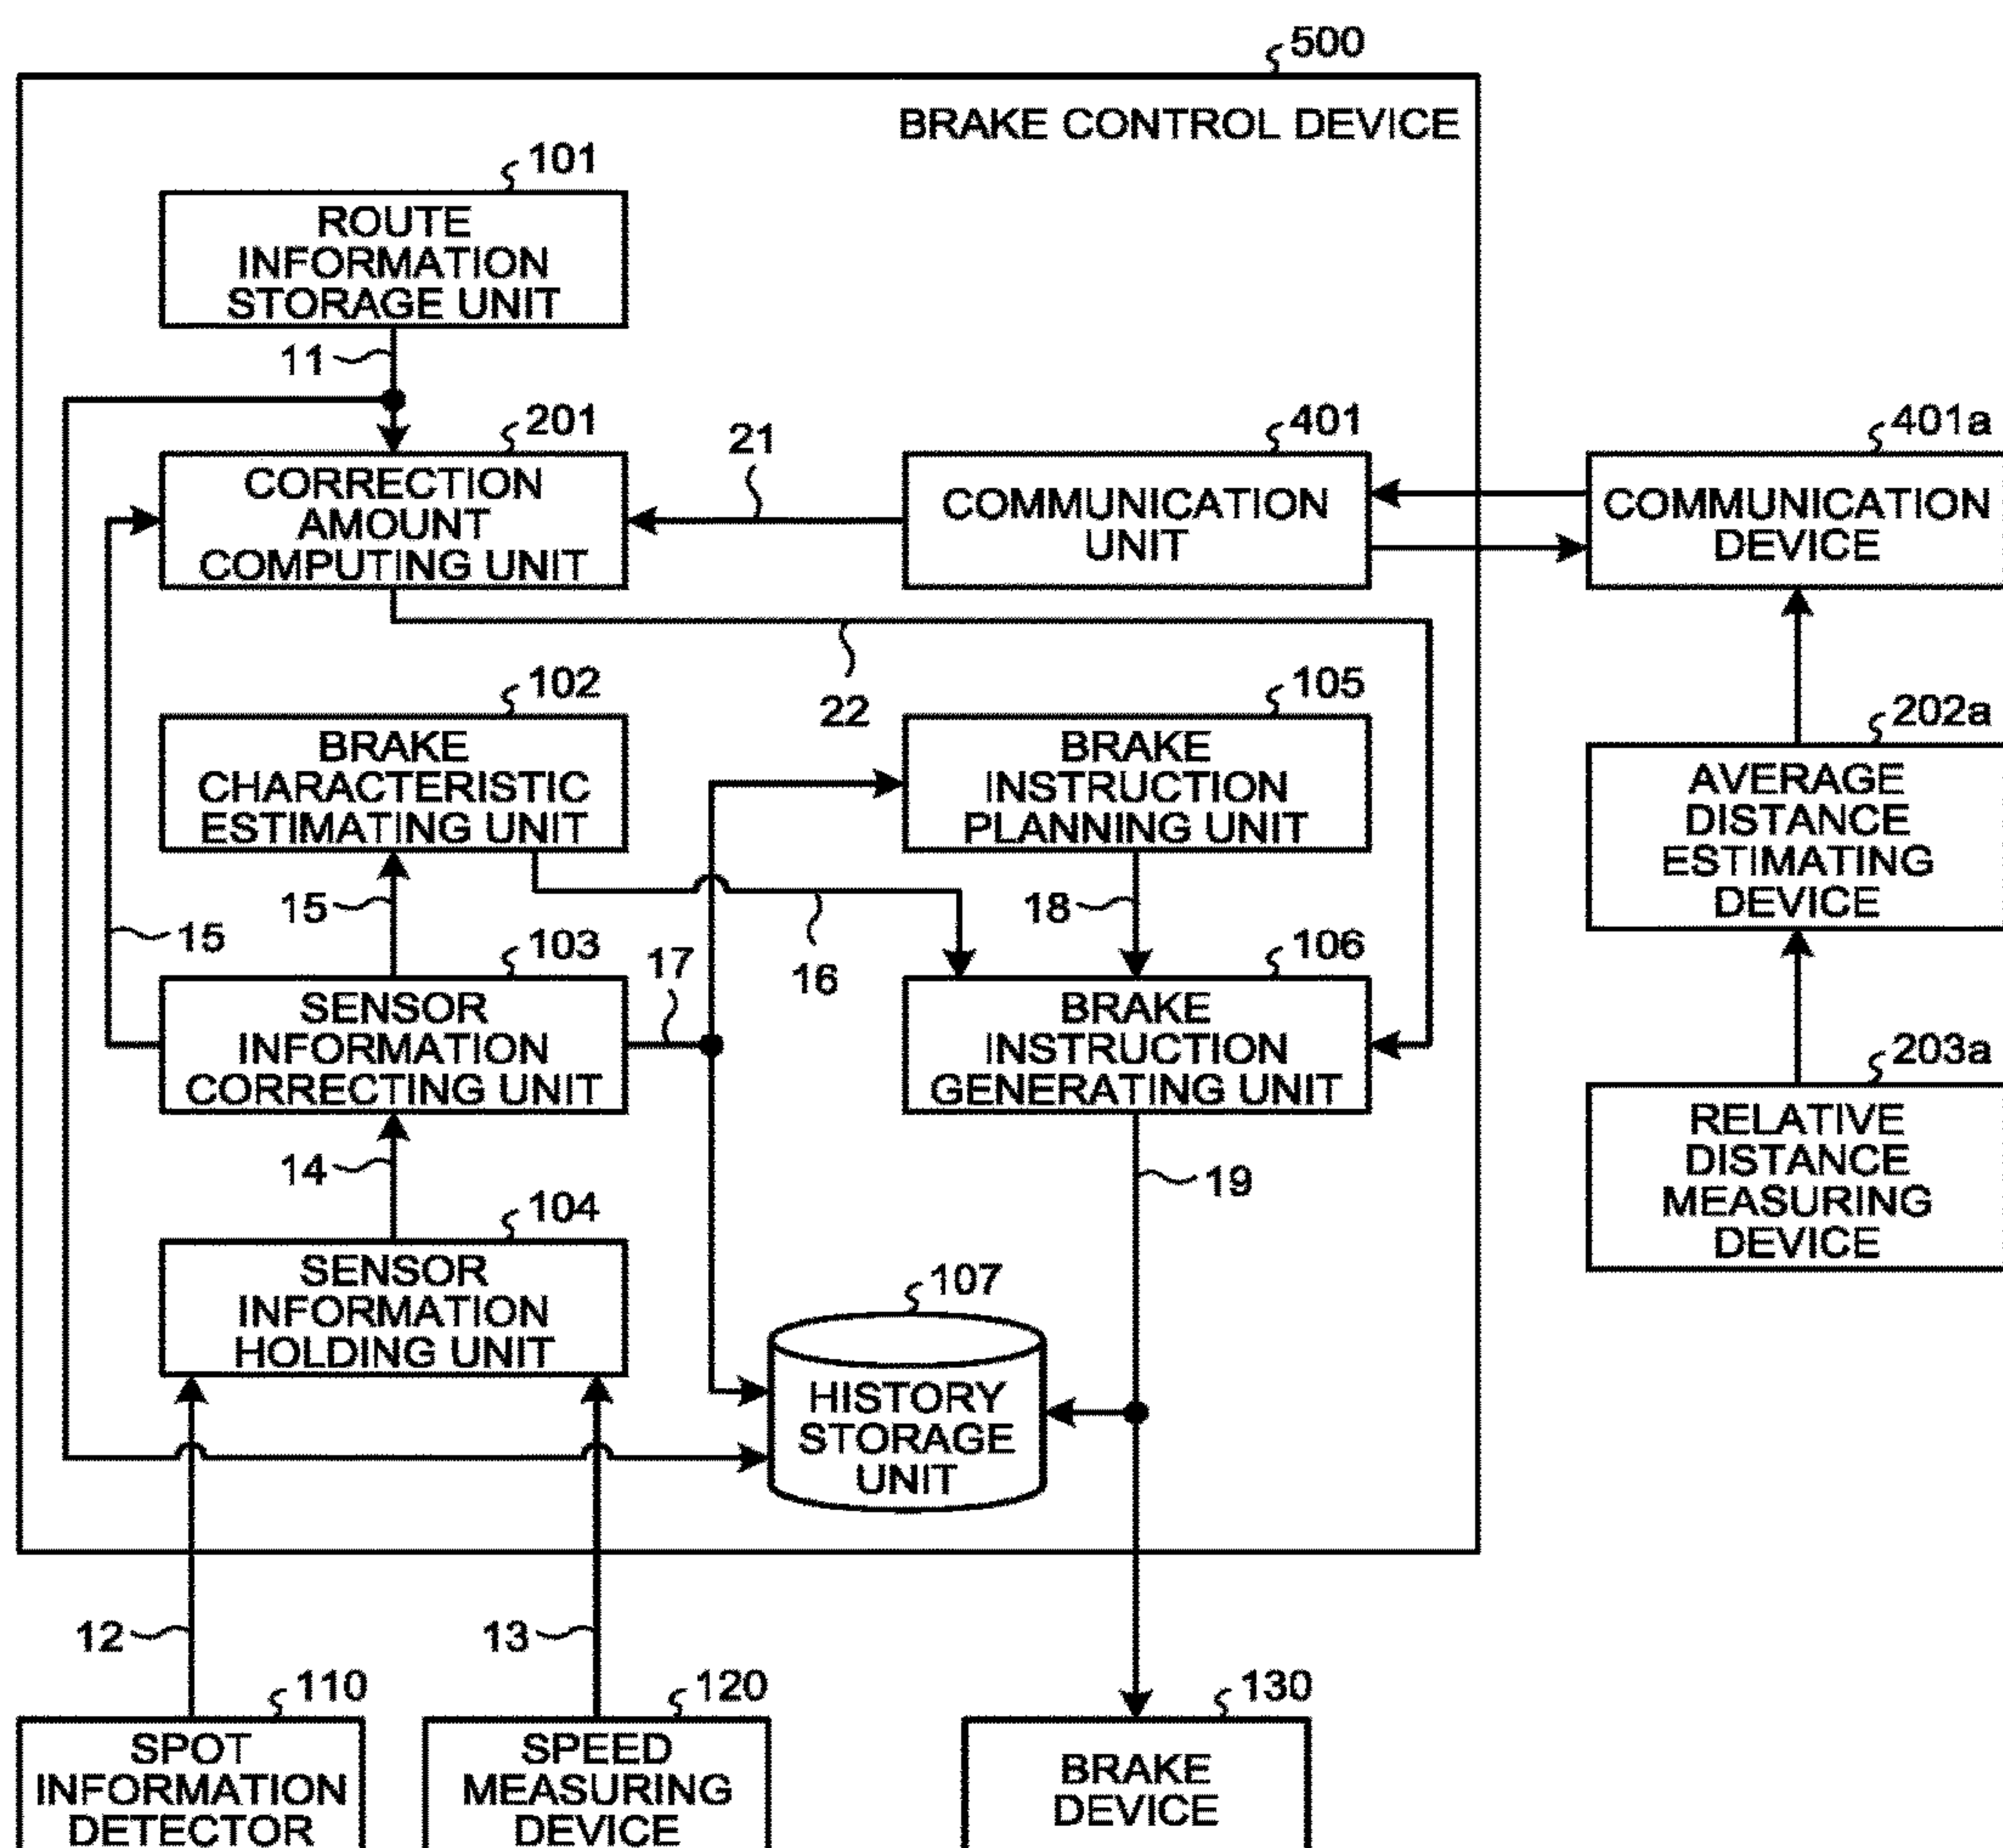 500
BRAKE CONTROL DEVICE
101
ROUTE
INFORMATION
STORAGE UNIT
11
201
CORRECTION
AMOUNT
COMPUTING UNIT
21
401
COMMUNICATION
UNIT
401a
COMMUNICATION
DEVICE
22
102
BRAKE
CHARACTERISTIC
ESTIMATING UNIT
105
BRAKE
INSTRUCTION
PLANNING UNIT
202a
AVERAGE
DISTANCE
ESTIMATING
DEVICE
15
15
16
18
103
SENSOR
INFORMATION
CORRECTING UNIT
17
106
BRAKE
INSTRUCTION
GENERATING UNIT
203a
RELATIVE
DISTANCE
MEASURING
DEVICE
14
19
104
SENSOR
INFORMATION
HOLDING UNIT
107
HISTORY
STORAGE
UNIT
12
13
110
SPOT
INFORMATION
DETECTOR
120
SPEED
MEASURING
DEVICE
130
BRAKE
DEVICE